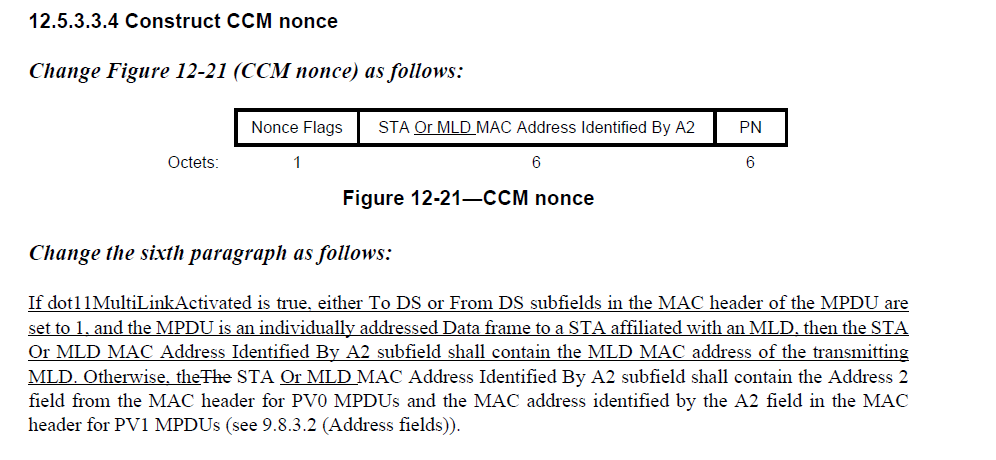 12.5.3.3.4 Construct CCM nonce
Change Figure 12-21 (CCM nonce) as follows:
Nonce Flags STA Or MLD MAC Address Identified By A2 PN
Octets: 1 6 6
Figure 12-21—CCM nonce
Change the sixth paragraph as follows:
If dot11MultiLinkActivated is true, either To DS or From DS subfields in the MAC header of the MPDU are
set to 1, and the MPDU is an individually addressed Data frame to a STA affiliated with an MLD, then the STA
Or MLD MAC Address Identified By A2 subfield shall contain the MLD MAC address of the transmitting
MLD. Otherwise, theThe STA Or MLD MAC Address Identified By A2 subfield shall contain the Address 2
field from the MAC header for PV0 MPDUs and the MAC address identified by the A2 field in the MAC
header for PV1 MPDUs (see 9.8.3.2 (Address fields)).